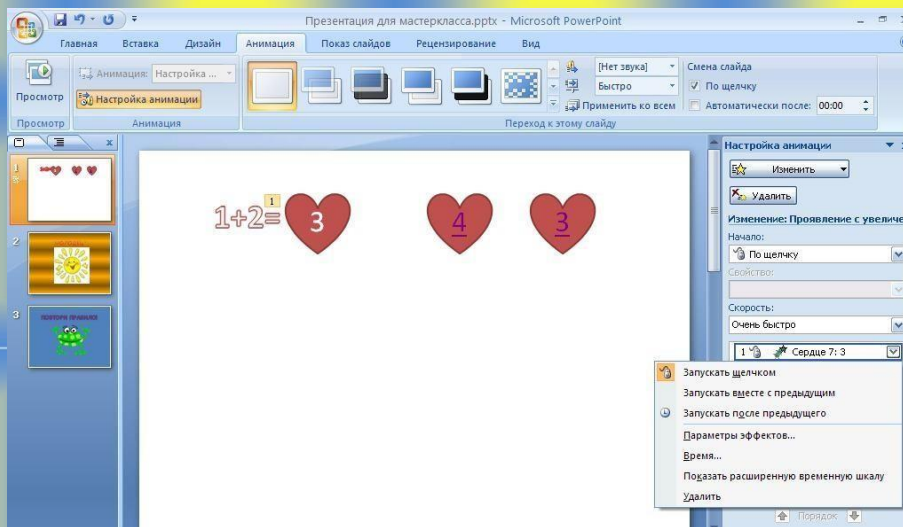 Презентация для мастеркласса.pptx - Microsoft PowerPoint
Главная Вставка Дизайн Анимация Показ слайдов Рецензирование Вид
Просмотр
Анимация: Настройка ...
Настройка анимации
[Нет звука]
Быстро
Применить ко всем
Смена слайда
По щелчку
Автоматически после: 00:00
Просмотр Анимация Переход к этому слайду
1
2
3
1+2=
1
3
4
3
Настройка анимации
Изменить
Удалить
Изменение: Проявление с увеличе
Начало:
По щелчку
Свойство:
Скорость:
Очень быстро
1 Сердце 7: 3
Запускать щелчком
Запускать вместе с предыдущим
Запускать после предыдущего
Параметры эффектов...
Время...
Показать расширенную временную шкалу
Удалить
Порядок